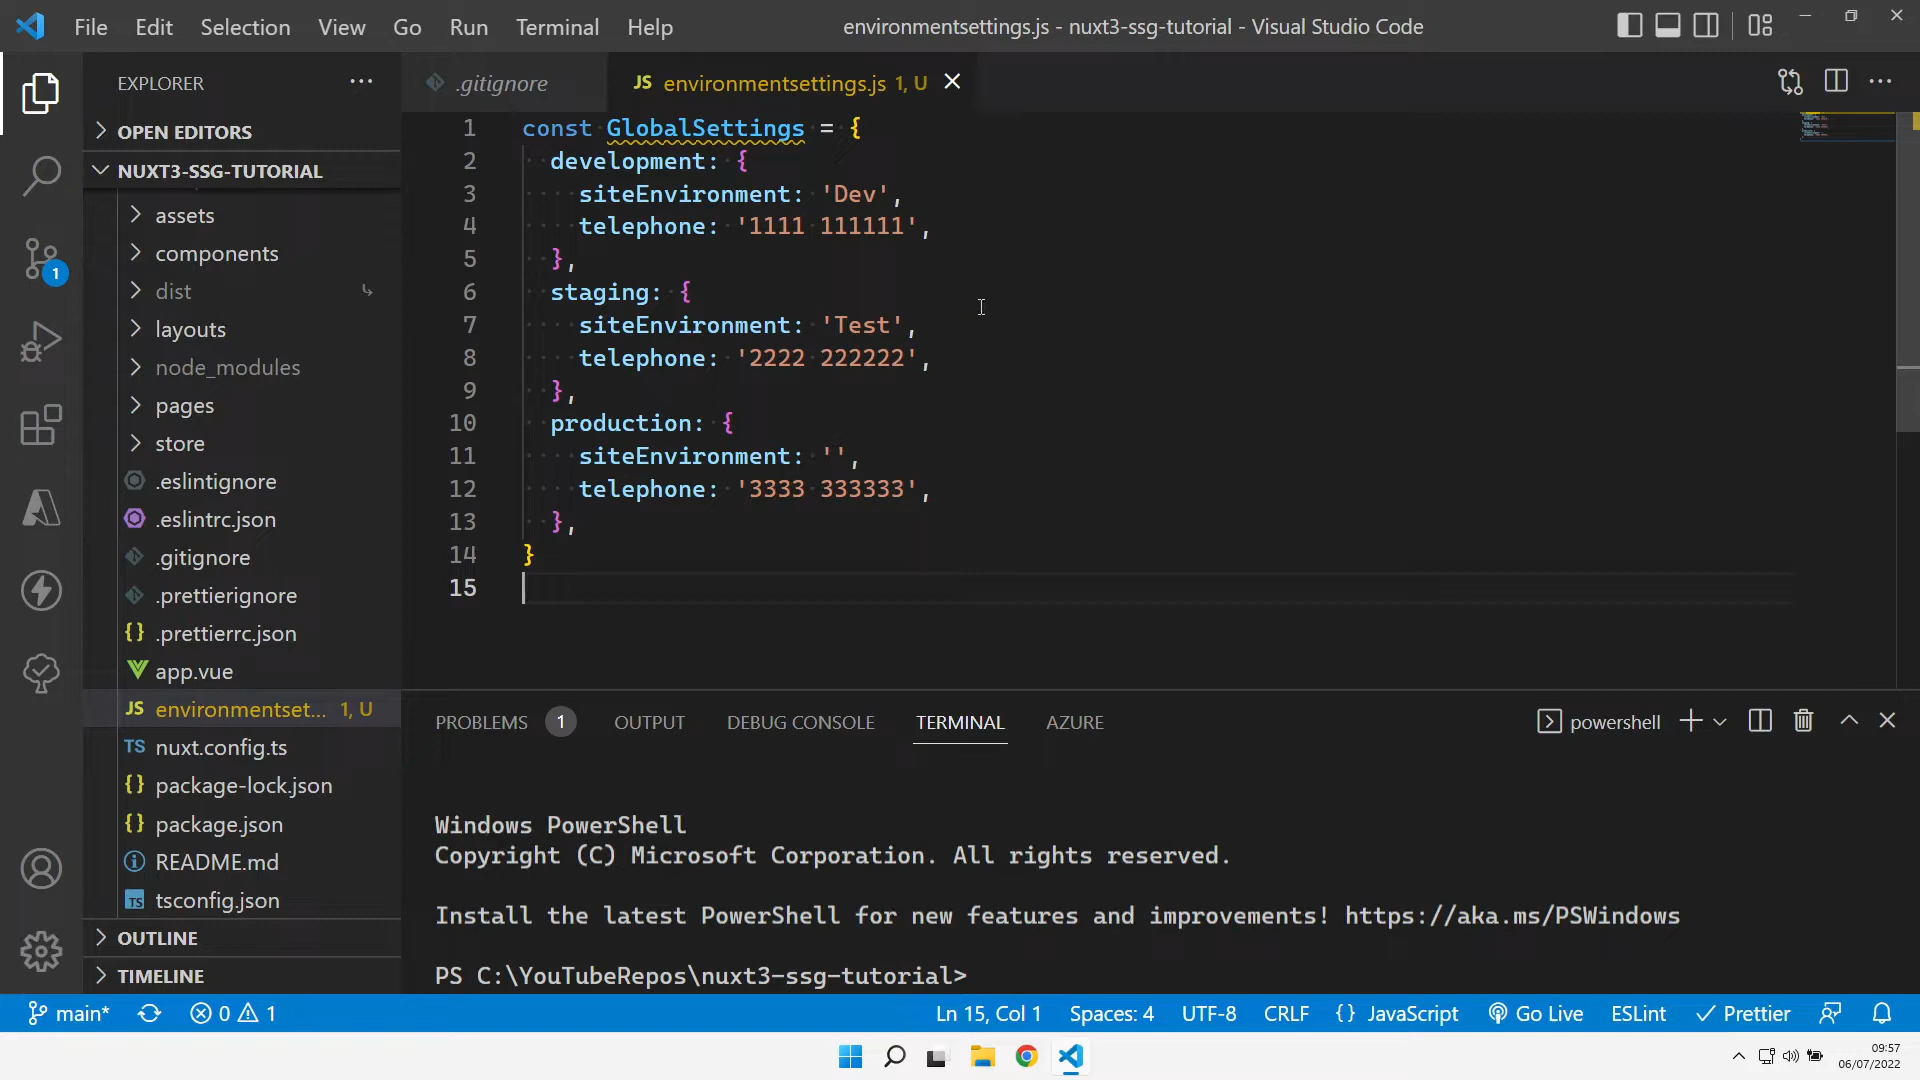 File Edit Selection View Go Run Terminal Help
environmentsettings.js - nuxt3-ssg-tutorial - Visual Studio Code
EXPLORER
OPEN EDITORS
NUXT3-SSG-TUTORIAL
assets
components
dist
layouts
node_modules
pages
store
.eslintignore
.eslintrc.json
.gitignore
.prettierignore
{} .prettierrc.json
app.vue
JS environmentset... 1, U
TS nuxt.config.ts
{} package-lock.json
{} package.json
README.md
TS tsconfig.json
OUTLINE
TIMELINE
1
.gitignore
JS environmentsettings.js 1, U
1 const GlobalSettings = {
2 development: {
3 siteEnvironment: 'Dev',
4 telephone: '1111 111111',
5 },
6 staging: {
7 siteEnvironment: 'Test',
8 telephone: '2222 222222',
9 },
10 production: {
11 siteEnvironment: '',
12 telephone: '3333 333333',
13 },
14 }
15
PROBLEMS 1 OUTPUT DEBUG CONSOLE TERMINAL AZURE
powershell
Windows PowerShell
Copyright (C) Microsoft Corporation. All rights reserved.
Install the latest PowerShell for new features and improvements! https://aka.ms/PSWindows
PS C:\YouTubeRepos\nuxt3-ssg-tutorial>
main* 0 1
Ln 15, Col 1 Spaces: 4 UTF-8 CRLF {} JavaScript Go Live ESLint Prettier
09:57
06/07/2022